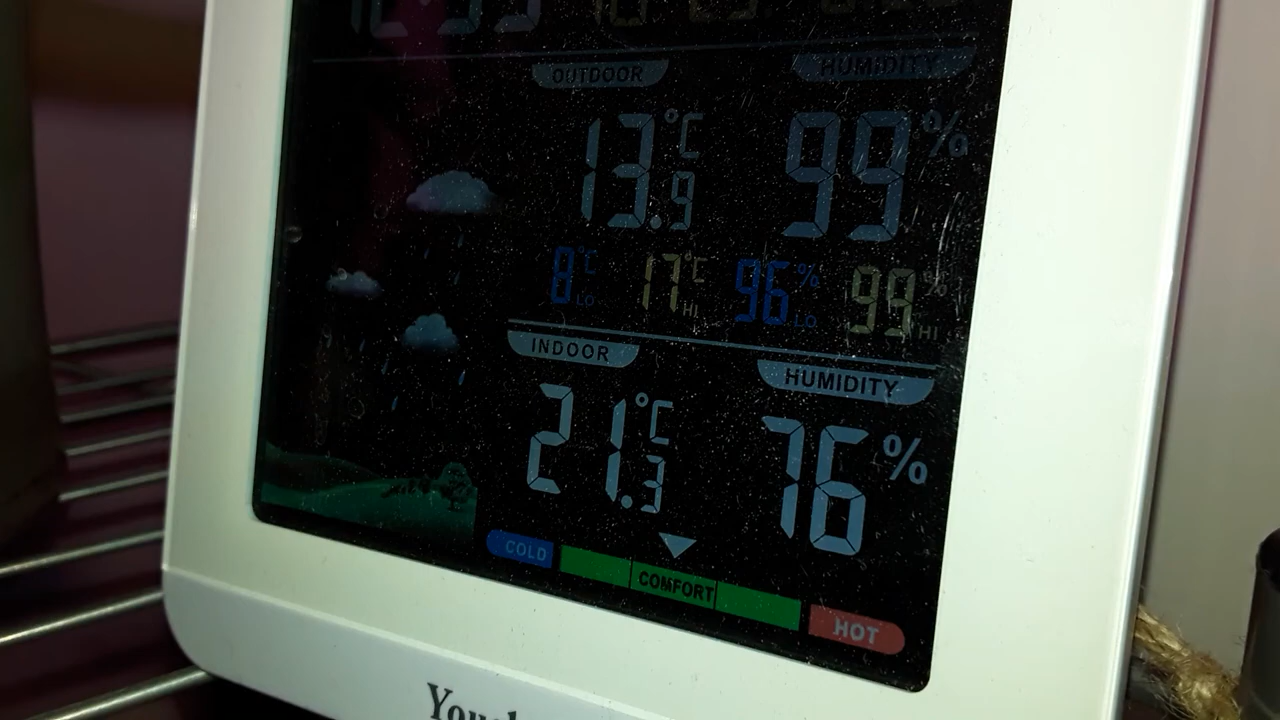 OUTDOOR HUMIDITY
13.9°C 99%
8°C LO 17°C HI 96% LO 99% HI
INDOOR HUMIDITY
21.3°C 76%
COLD COMFORT HOT